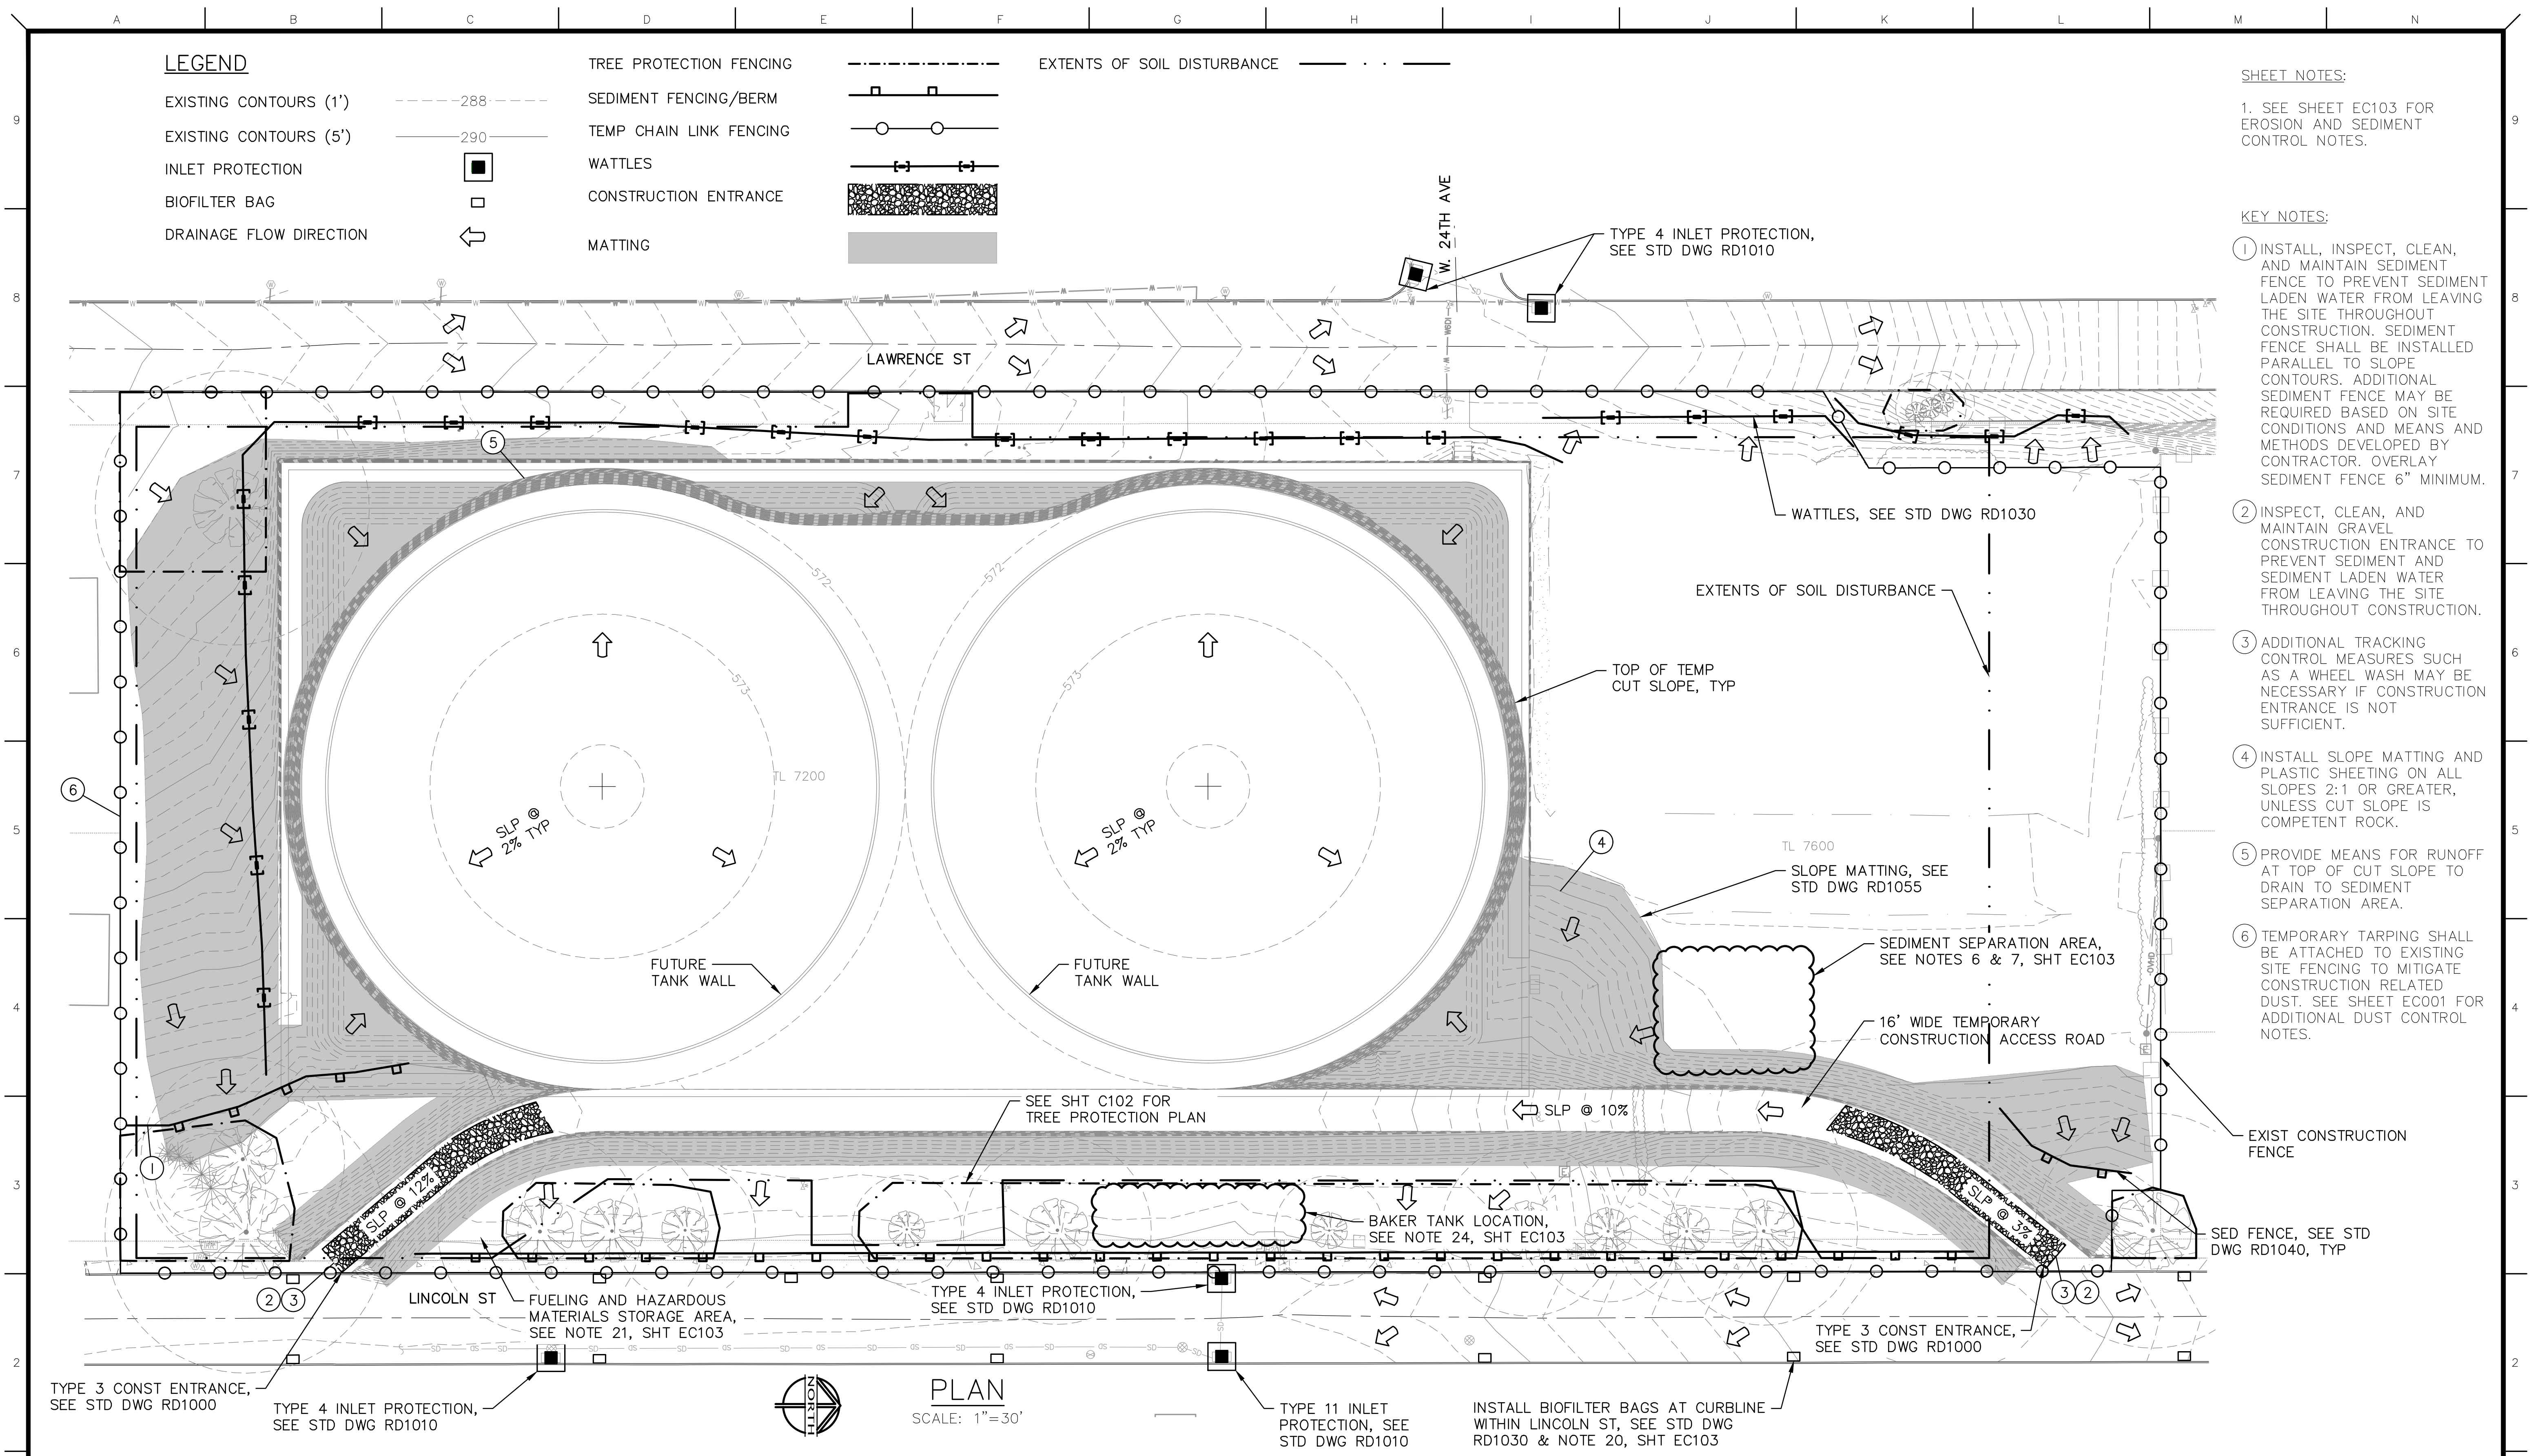 A B C D E F G H I J K L M N
LEGEND
EXISTING CONTOURS (1')
288
EXISTING CONTOURS (5')
290
INLET PROTECTION
BIOFILTER BAG
DRAINAGE FLOW DIRECTION
TREE PROTECTION FENCING
SEDIMENT FENCING/BERM
TEMP CHAIN LINK FENCING
WATTLES
CONSTRUCTION ENTRANCE
MATTING
EXTENTS OF SOIL DISTURBANCE
SHEET NOTES:
1. SEE SHEET EC103 FOR
EROSION AND SEDIMENT
CONTROL NOTES.
KEY NOTES:
1 INSTALL, INSPECT, CLEAN,
AND MAINTAIN SEDIMENT
FENCE TO PREVENT SEDIMENT
LADEN WATER FROM LEAVING
THE SITE THROUGHOUT
CONSTRUCTION. SEDIMENT
FENCE SHALL BE INSTALLED
PARALLEL TO SLOPE
CONTOURS. ADDITIONAL
SEDIMENT FENCE MAY BE
REQUIRED BASED ON SITE
CONDITIONS AND MEANS AND
METHODS DEVELOPED BY
CONTRACTOR. OVERLAY
SEDIMENT FENCE 6" MINIMUM.
2 INSPECT, CLEAN, AND
MAINTAIN GRAVEL
CONSTRUCTION ENTRANCE TO
PREVENT SEDIMENT AND
SEDIMENT LADEN WATER
FROM LEAVING THE SITE
THROUGHOUT CONSTRUCTION.
3 ADDITIONAL TRACKING
CONTROL MEASURES SUCH
AS A WHEEL WASH MAY BE
NECESSARY IF CONSTRUCTION
ENTRANCE IS NOT
SUFFICIENT.
4 INSTALL SLOPE MATTING AND
PLASTIC SHEETING ON ALL
SLOPES 2:1 OR GREATER,
UNLESS CUT SLOPE IS
COMPETENT ROCK.
5 PROVIDE MEANS FOR RUNOFF
AT TOP OF CUT SLOPE TO
DRAIN TO SEDIMENT
SEPARATION AREA.
6 TEMPORARY TARPING SHALL
BE ATTACHED TO EXISTING
SITE FENCING TO MITIGATE
CONSTRUCTION RELATED
DUST. SEE SHEET EC001 FOR
ADDITIONAL DUST CONTROL
NOTES.
9 9
8 8
7 7
6 6
5 5
4 4
3 3
2 2
W. 24TH AVE
TYPE 4 INLET PROTECTION,
SEE STD DWG RD1010
LAWRENCE ST
5
WATTLES, SEE STD DWG RD1030
572
572
EXTENTS OF SOIL DISTURBANCE
573
573
TOP OF TEMP
CUT SLOPE, TYP
6
TL 7200
SLP @
2% TYP
SLP @
2% TYP
4
TL 7600
SLOPE MATTING, SEE
STD DWG RD1055
FUTURE
TANK WALL
FUTURE
TANK WALL
SEDIMENT SEPARATION AREA,
SEE NOTES 6 & 7, SHT EC103
OVHD
16' WIDE TEMPORARY
CONSTRUCTION ACCESS ROAD
SEE SHT C102 FOR
TREE PROTECTION PLAN
SLP @ 10%
EXIST CONSTRUCTION
FENCE
1
SLP @ 12%
SLP @ 3%
BAKER TANK LOCATION,
SEE NOTE 24, SHT EC103
SED FENCE, SEE STD
DWG RD1040, TYP
2 3
LINCOLN ST
FUELING AND HAZARDOUS
MATERIALS STORAGE AREA,
SEE NOTE 21, SHT EC103
TYPE 4 INLET PROTECTION,
SEE STD DWG RD1010
3 2
TYPE 3 CONST ENTRANCE,
SEE STD DWG RD1000
TYPE 3 CONST ENTRANCE,
SEE STD DWG RD1000
TYPE 4 INLET PROTECTION,
SEE STD DWG RD1010
NORTH
PLAN
SCALE: 1"=30'
TYPE 11 INLET
PROTECTION, SEE
STD DWG RD1010
INSTALL BIOFILTER BAGS AT CURBLINE
WITHIN LINCOLN ST, SEE STD DWG
RD1030 & NOTE 20, SHT EC103